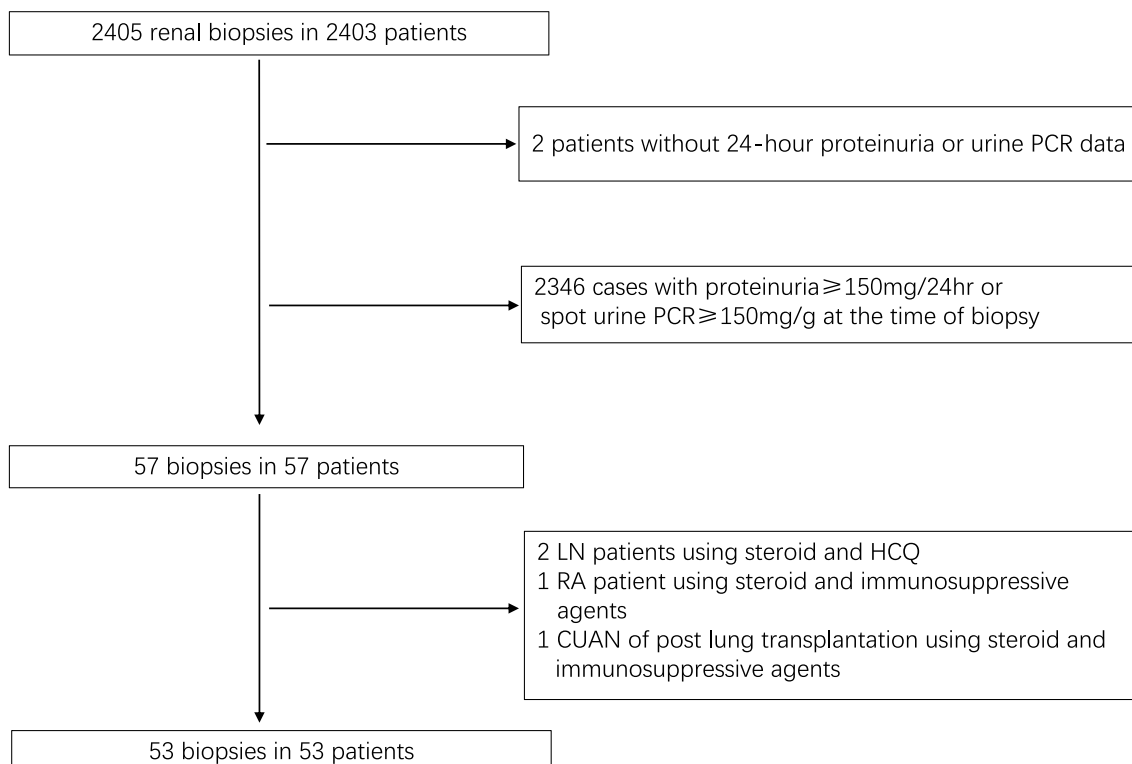 2405 renal biopsies in 2403 patients
2 patients without 24-hour proteinuria or urine PCR data
2346 cases with proteinuria≥150mg/24hr or
spot urine PCR≥150mg/g at the time of biopsy
57 biopsies in 57 patients
2 LN patients using steroid and HCQ
1 RA patient using steroid and immunosuppressive
agents
1 CUAN of post lung transplantation using steroid and
immunosuppressive agents
53 biopsies in 53 patients